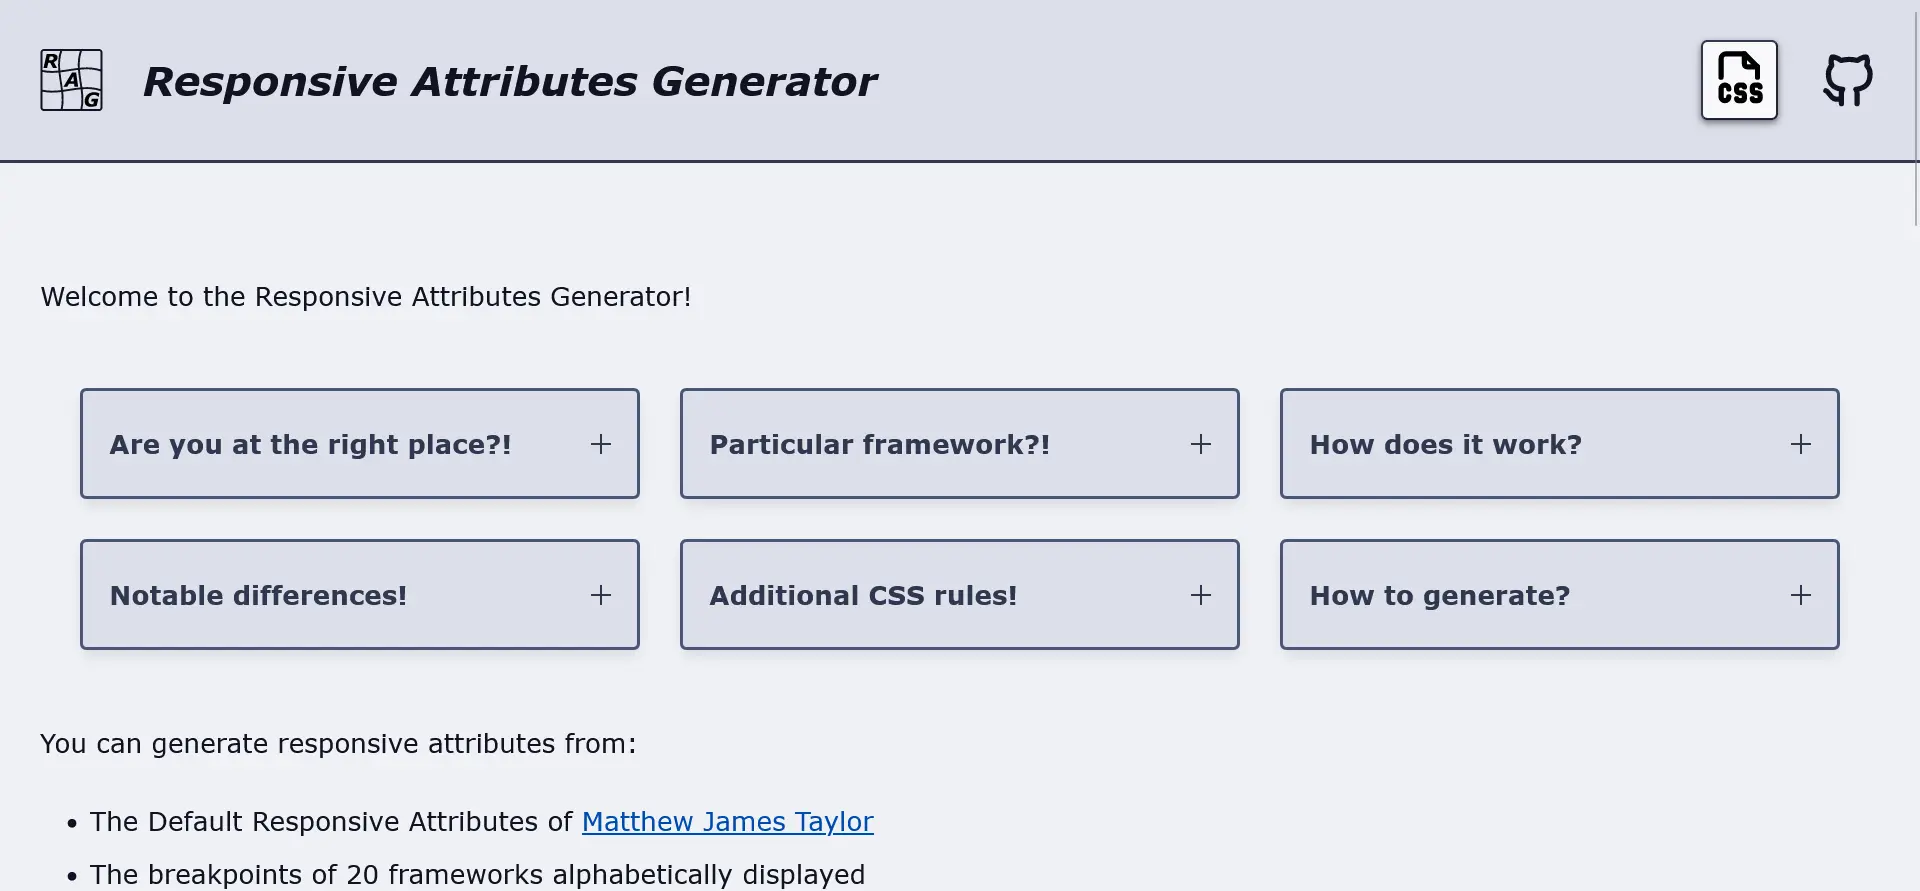 R
A
G
Responsive Attributes Generator
CSS
Welcome to the Responsive Attributes Generator!
Are you at the right place?!
Particular framework?!
How does it work?
Notable differences!
Additional CSS rules!
How to generate?
You can generate responsive attributes from:
The Default Responsive Attributes of Matthew James Taylor
The breakpoints of 20 frameworks alphabetically displayed